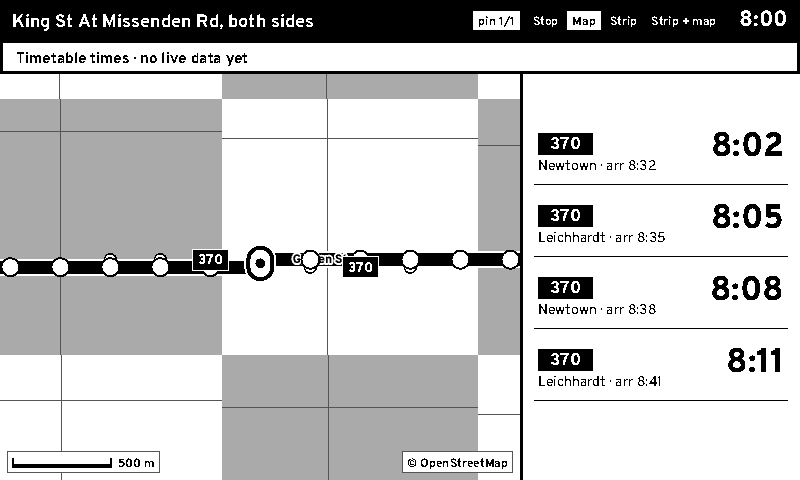 King St At Missenden Rd, both sides
pin 1/1 Stop Map Strip Strip + map 8:00
Timetable times · no live data yet
370 8:02
Newtown · arr 8:32
370 8:05
Leichhardt · arr 8:35
370 8:08
Newtown · arr 8:38
370 8:11
Leichhardt · arr 8:41
370
370
500 m
© OpenStreetMap